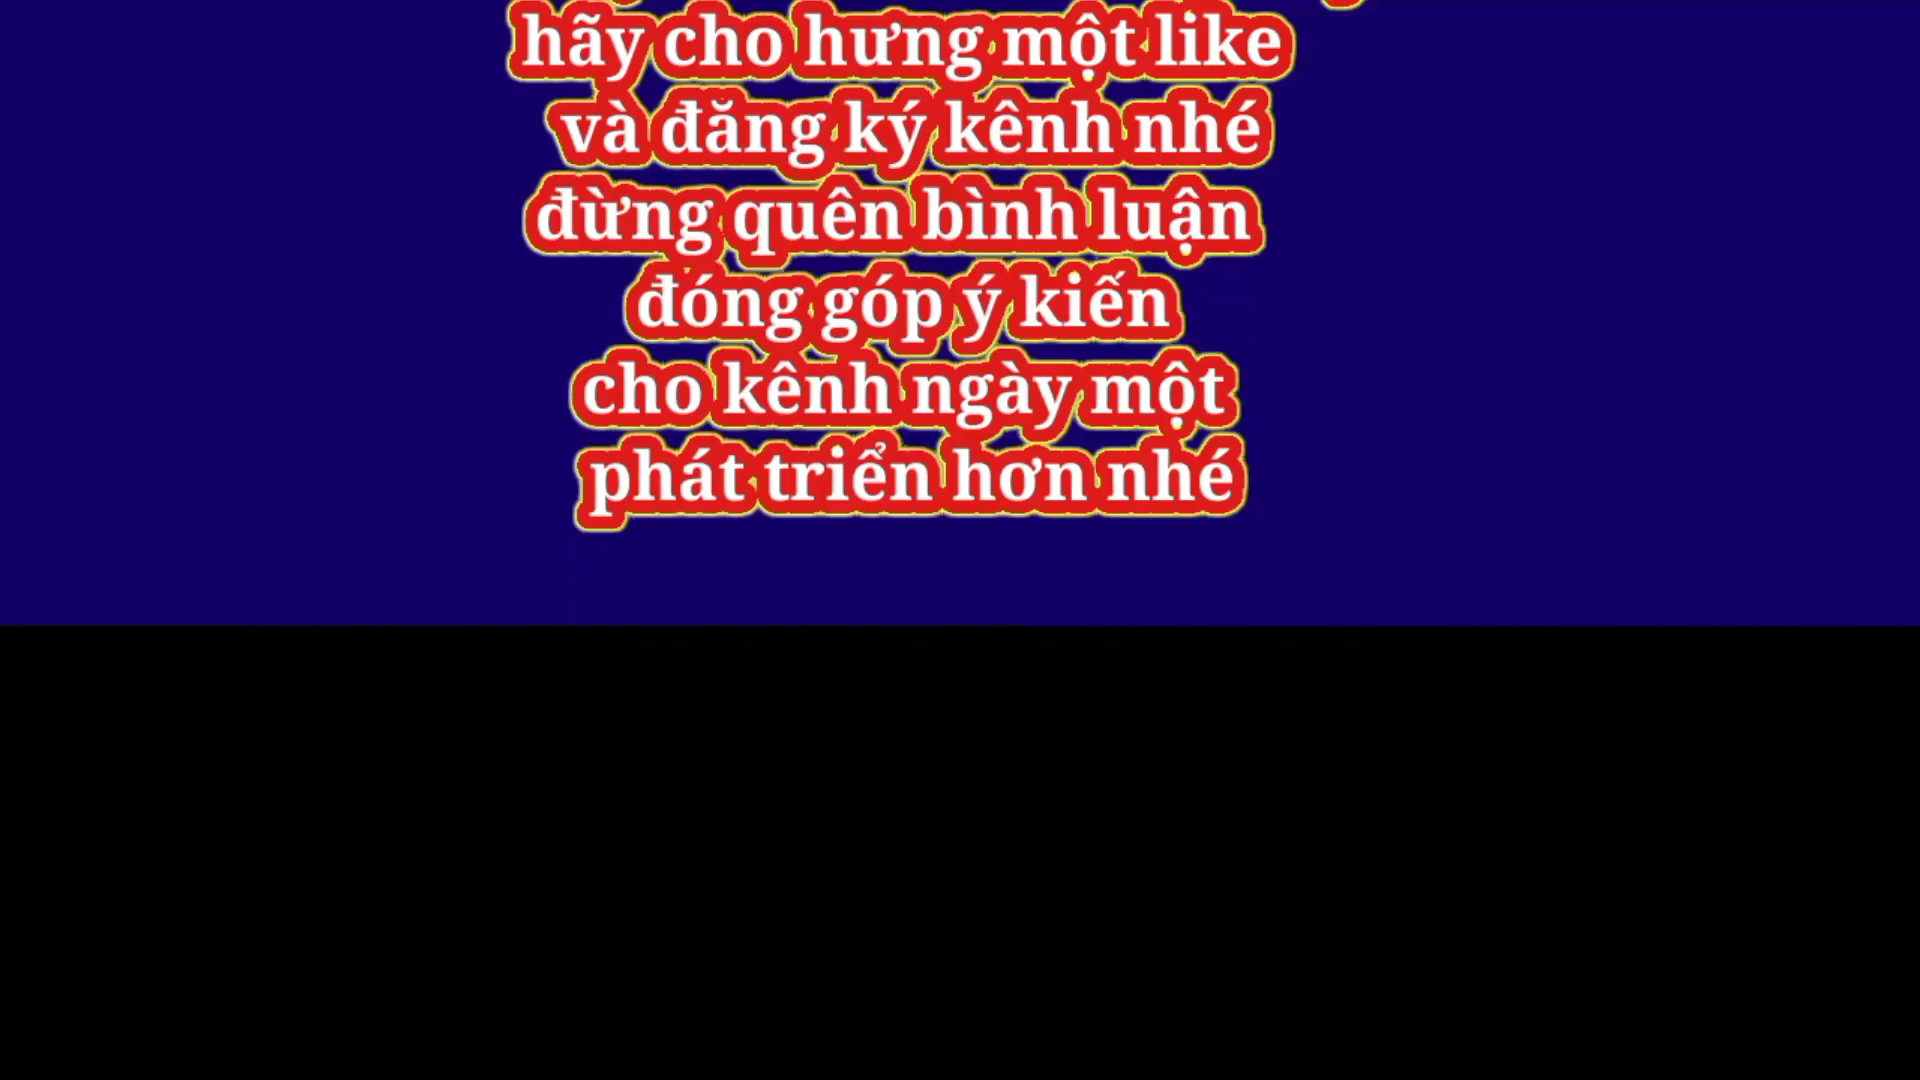 hãy cho hưng một like
và đăng ký kênh nhé
đừng quên bình luận
đóng góp ý kiến
cho kênh ngày một
phát triển hơn nhé